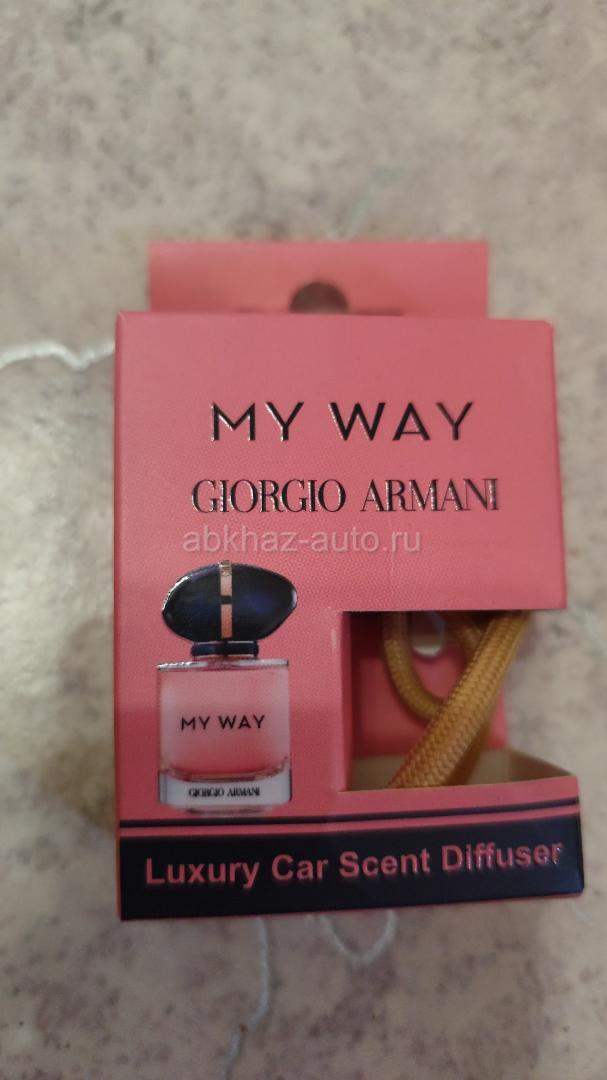 MY WAY
GIORGIO ARMANI
abkhaz-auto.ru
MY WAY
GIORGIO ARMANI
Luxury Car Scent Diffuser